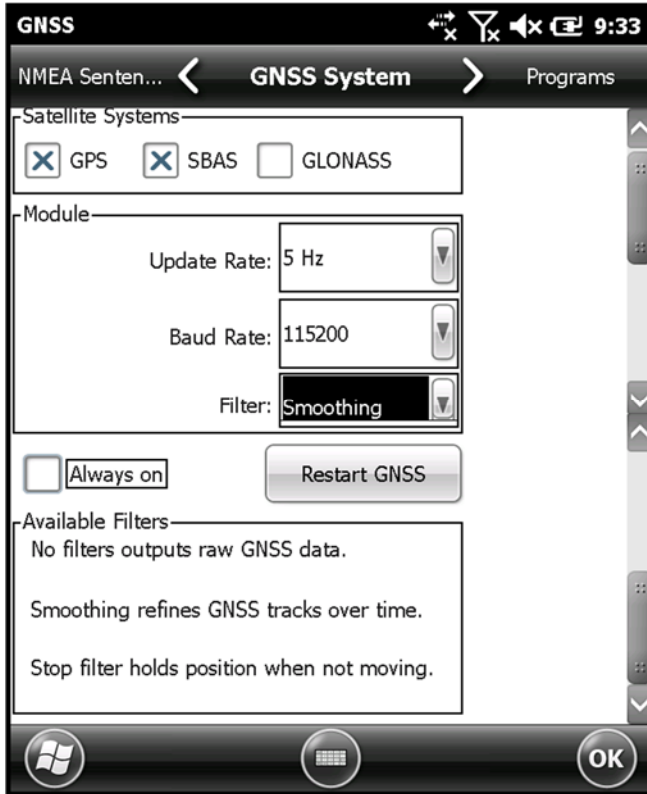 GNSS 9:33
NMEA Senten... GNSS System Programs
Satellite Systems
GPS SBAS GLONASS
Module
Update Rate: 5 Hz
Baud Rate: 115200
Filter: Smoothing
Always on Restart GNSS
Available Filters
No filters outputs raw GNSS data.
Smoothing refines GNSS tracks over time.
Stop filter holds position when not moving.
OK